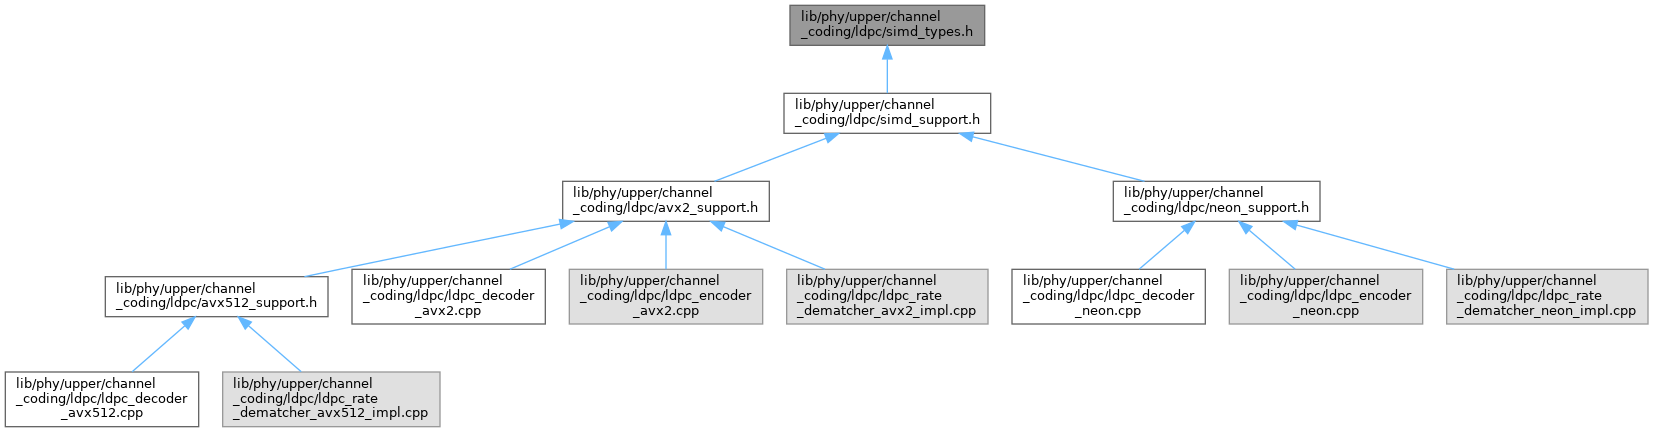 lib/phy/upper/channel
_coding/ldpc/simd_types.h
lib/phy/upper/channel
_coding/ldpc/simd_support.h
lib/phy/upper/channel
_coding/ldpc/avx2_support.h
lib/phy/upper/channel
_coding/ldpc/neon_support.h
lib/phy/upper/channel
_coding/ldpc/avx512_support.h
lib/phy/upper/channel
_coding/ldpc/ldpc_decoder
_avx2.cpp
lib/phy/upper/channel
_coding/ldpc/ldpc_encoder
_avx2.cpp
lib/phy/upper/channel
_coding/ldpc/ldpc_rate
_dematcher_avx2_impl.cpp
lib/phy/upper/channel
_coding/ldpc/ldpc_decoder
_neon.cpp
lib/phy/upper/channel
_coding/ldpc/ldpc_encoder
_neon.cpp
lib/phy/upper/channel
_coding/ldpc/ldpc_rate
_dematcher_neon_impl.cpp
lib/phy/upper/channel
_coding/ldpc/ldpc_decoder
_avx512.cpp
lib/phy/upper/channel
_coding/ldpc/ldpc_rate
_dematcher_avx512_impl.cpp